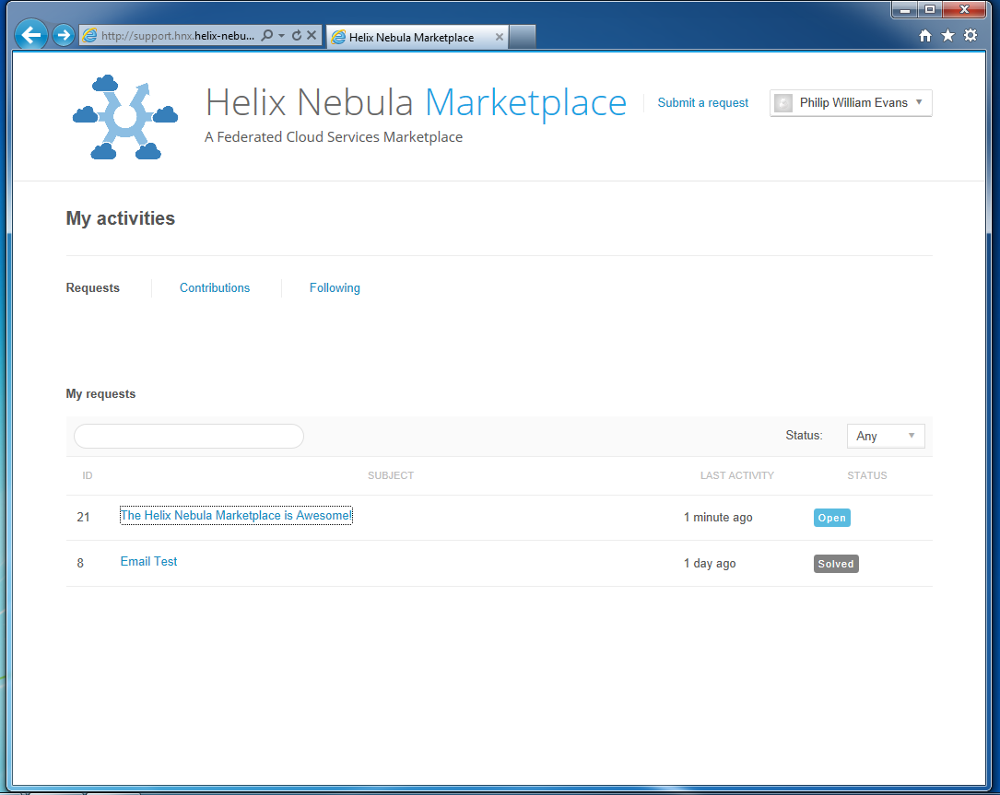 http://support.hnx.helix-nebu...
Helix Nebula Marketplace
Helix Nebula Marketplace
A Federated Cloud Services Marketplace
Submit a request
Philip William Evans
My activities
Requests
Contributions
Following
My requests
Status:
Any
ID SUBJECT LAST ACTIVITY STATUS
21 The Helix Nebula Marketplace is Awesome! 1 minute ago Open
8 Email Test 1 day ago Solved